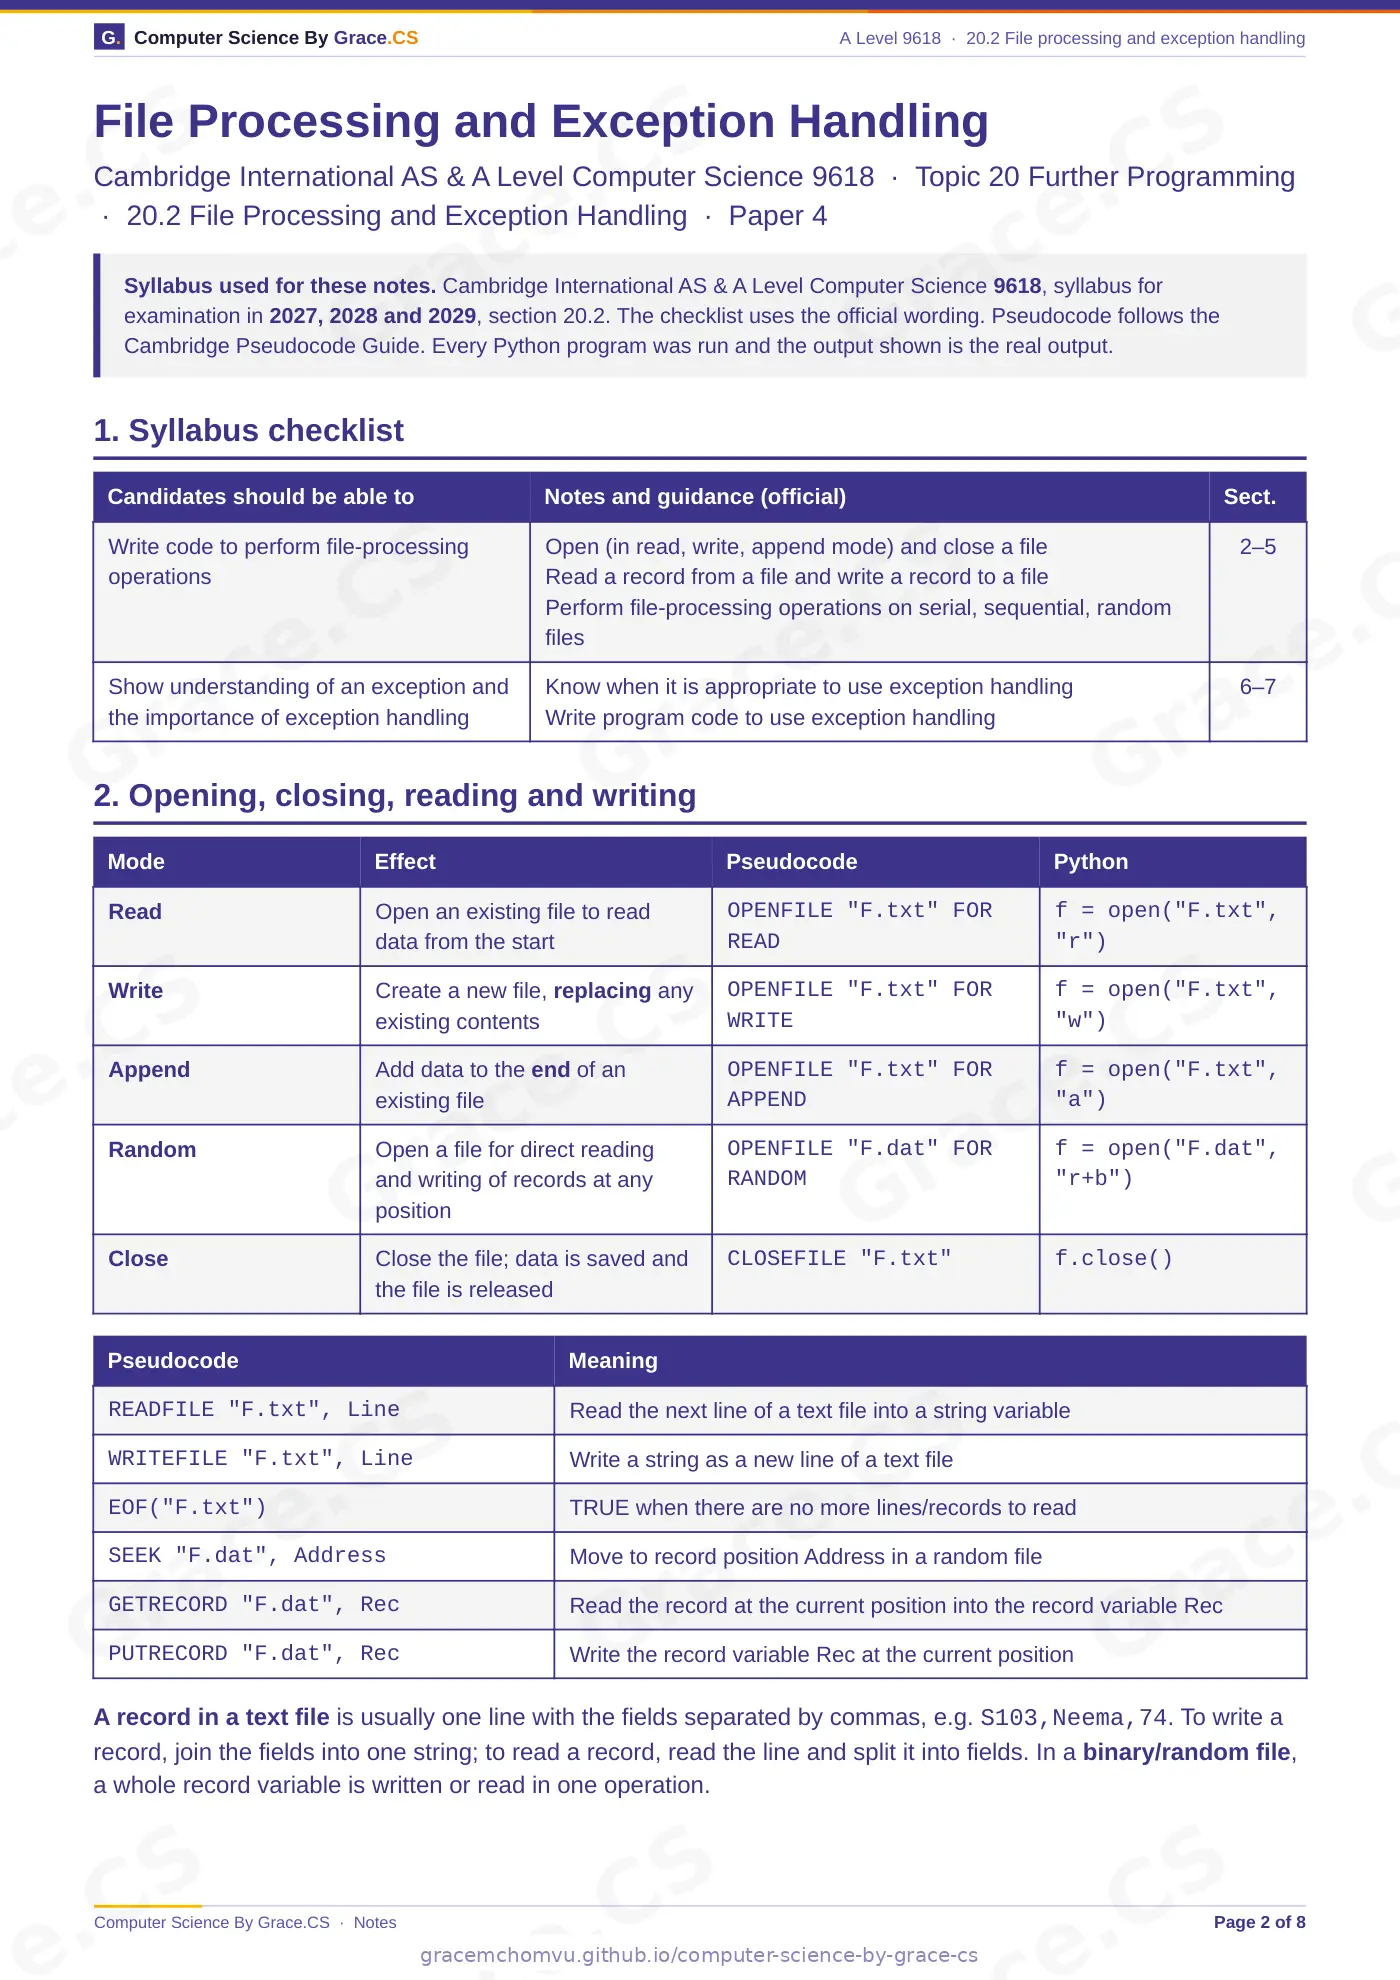 G. Computer Science By Grace.CS
A Level 9618 · 20.2 File processing and exception handling
File Processing and Exception Handling
Cambridge International AS & A Level Computer Science 9618 · Topic 20 Further Programming
· 20.2 File Processing and Exception Handling · Paper 4
Syllabus used for these notes. Cambridge International AS & A Level Computer Science 9618, syllabus for
examination in 2027, 2028 and 2029, section 20.2. The checklist uses the official wording. Pseudocode follows the
Cambridge Pseudocode Guide. Every Python program was run and the output shown is the real output.
1. Syllabus checklist
Candidates should be able to
Notes and guidance (official)
Sect.
Write code to perform file-processing
operations
Open (in read, write, append mode) and close a file
Read a record from a file and write a record to a file
Perform file-processing operations on serial, sequential, random
files
2–5
Show understanding of an exception and
the importance of exception handling
Know when it is appropriate to use exception handling
Write program code to use exception handling
6–7
2. Opening, closing, reading and writing
Mode
Effect
Pseudocode
Python
Read
Open an existing file to read
data from the start
OPENFILE "F.txt" FOR
READ
f = open("F.txt",
"r")
Write
Create a new file, replacing any
existing contents
OPENFILE "F.txt" FOR
WRITE
f = open("F.txt",
"w")
Append
Add data to the end of an
existing file
OPENFILE "F.txt" FOR
APPEND
f = open("F.txt",
"a")
Random
Open a file for direct reading
and writing of records at any
position
OPENFILE "F.dat" FOR
RANDOM
f = open("F.dat",
"r+b")
Close
Close the file; data is saved and
the file is released
CLOSEFILE "F.txt"
f.close()
Pseudocode
Meaning
READFILE "F.txt", Line
Read the next line of a text file into a string variable
WRITEFILE "F.txt", Line
Write a string as a new line of a text file
EOF("F.txt")
TRUE when there are no more lines/records to read
SEEK "F.dat", Address
Move to record position Address in a random file
GETRECORD "F.dat", Rec
Read the record at the current position into the record variable Rec
PUTRECORD "F.dat", Rec
Write the record variable Rec at the current position
A record in a text file is usually one line with the fields separated by commas, e.g. S103,Neema,74. To write a
record, join the fields into one string; to read a record, read the line and split it into fields. In a binary/random file,
a whole record variable is written or read in one operation.
Computer Science By Grace.CS · Notes
Page 2 of 8
gracemchomvu.github.io/computer-science-by-grace-cs